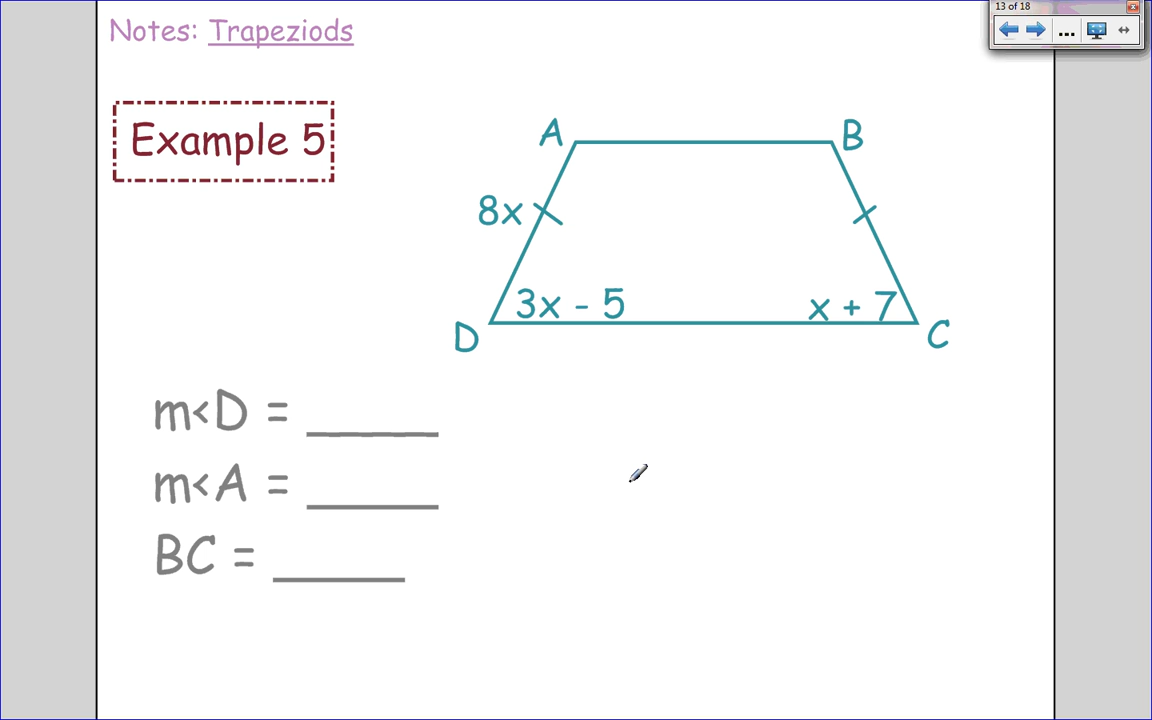 13 of 18
Notes: Trapeziods
Example 5
A
B
8x
3x - 5
x + 7
D
C
m<D = _____
m<A = _____
BC = _____